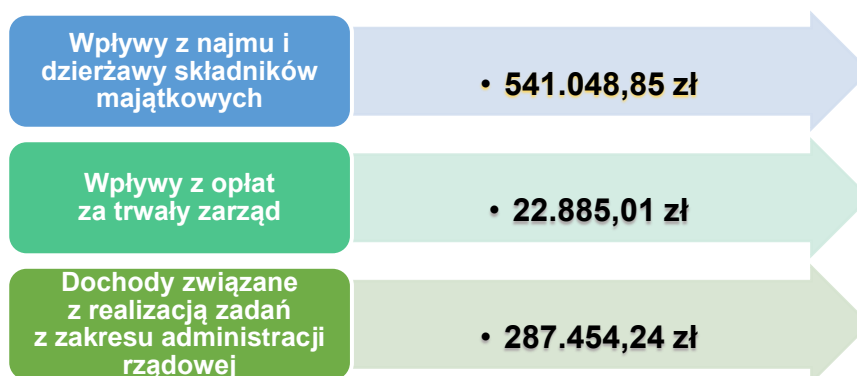 Wpływy z najmu i
dzierżawy składników
majątkowych
• 541.048,85 zł
Wpływy z opłat
za trwały zarząd
• 22.885,01 zł
Dochody związane
z realizacją zadań
z zakresu administracji
rządowej
• 287.454,24 zł